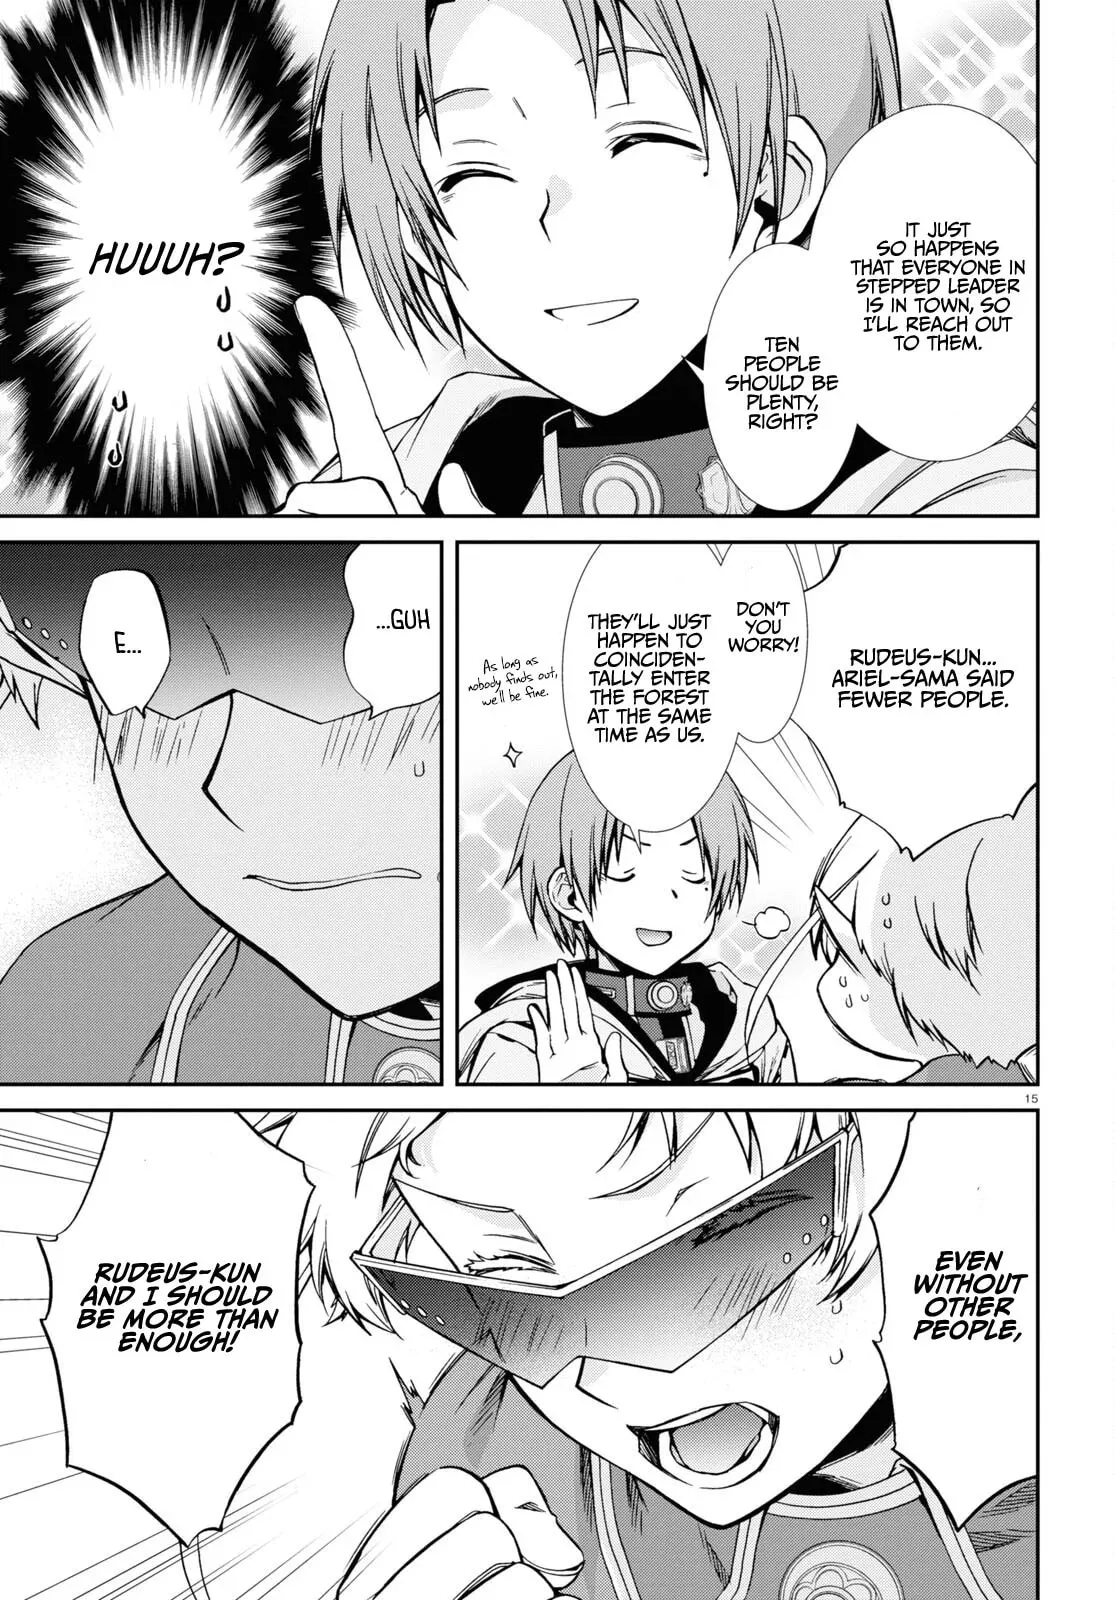 IT JUST
SO HAPPENS
THAT EVERYONE IN
STEPPED LEADER
IS IN TOWN, SO
I'LL REACH OUT
TO THEM.
TEN
PEOPLE
SHOULD BE
PLENTY,
RIGHT?
HUUUH?
RUDEUS-KUN...
ARIEL-SAMA SAID
FEWER PEOPLE.
DON'T
YOU
WORRY!
THEY'LL JUST
HAPPEN TO
COINCIDEN-
TALLY ENTER
THE FOREST
AT THE SAME
TIME AS US.
As long as
nobody finds out,
we'll be fine.
...GUH
E...
15
EVEN
WITHOUT
OTHER
PEOPLE,
RUDEUS-KUN
AND I SHOULD
BE MORE THAN
ENOUGH!